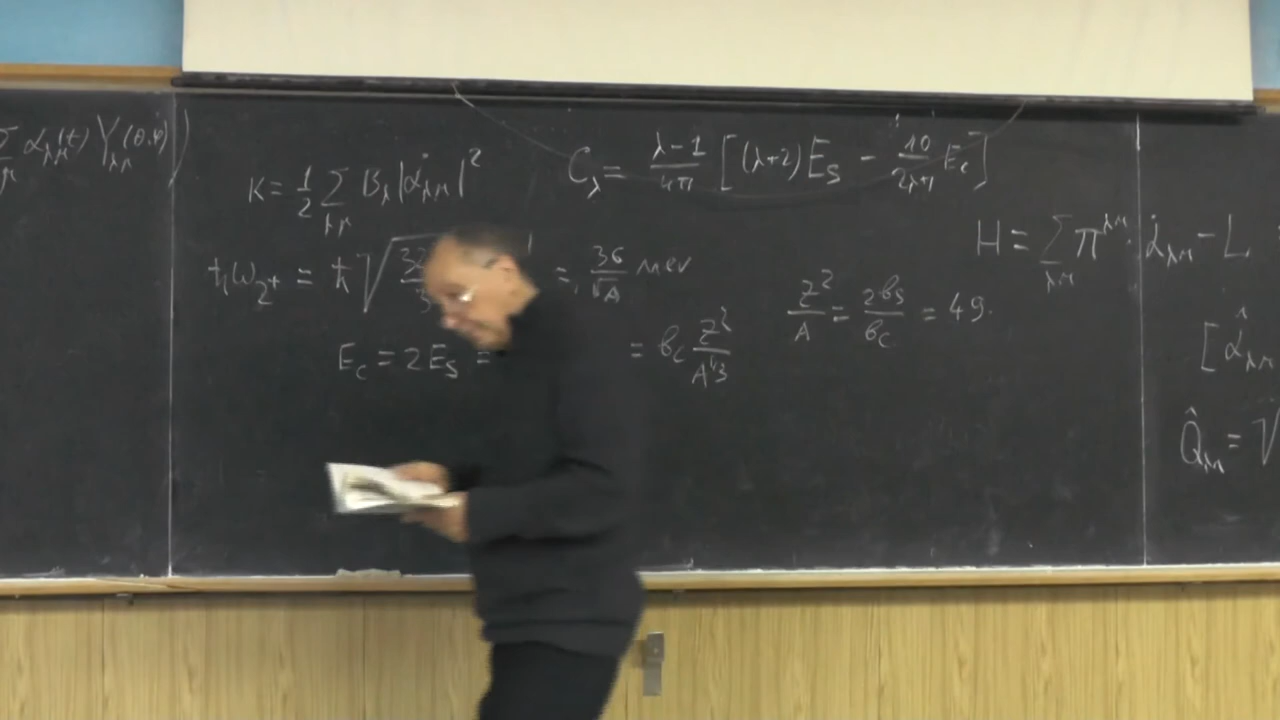 α_λμ(t) Y_λμ(θ,φ))
K = 1/2 Σ_λμ B_λ |α̇_λμ|²
C_λ = (λ-1)/4π [(λ+2)E_S - 10/(2λ+1) E_C]
ħω_2+ = ħ√ = 36/√A MeV
Z²/A = 2b_S/b_C = 49.
E_C = 2E_S = = b_C Z²/A^1/3
H = Σ_λμ π^λμ · α̇_λμ - L =
[α̂_λμ
Q̂_λμ = √